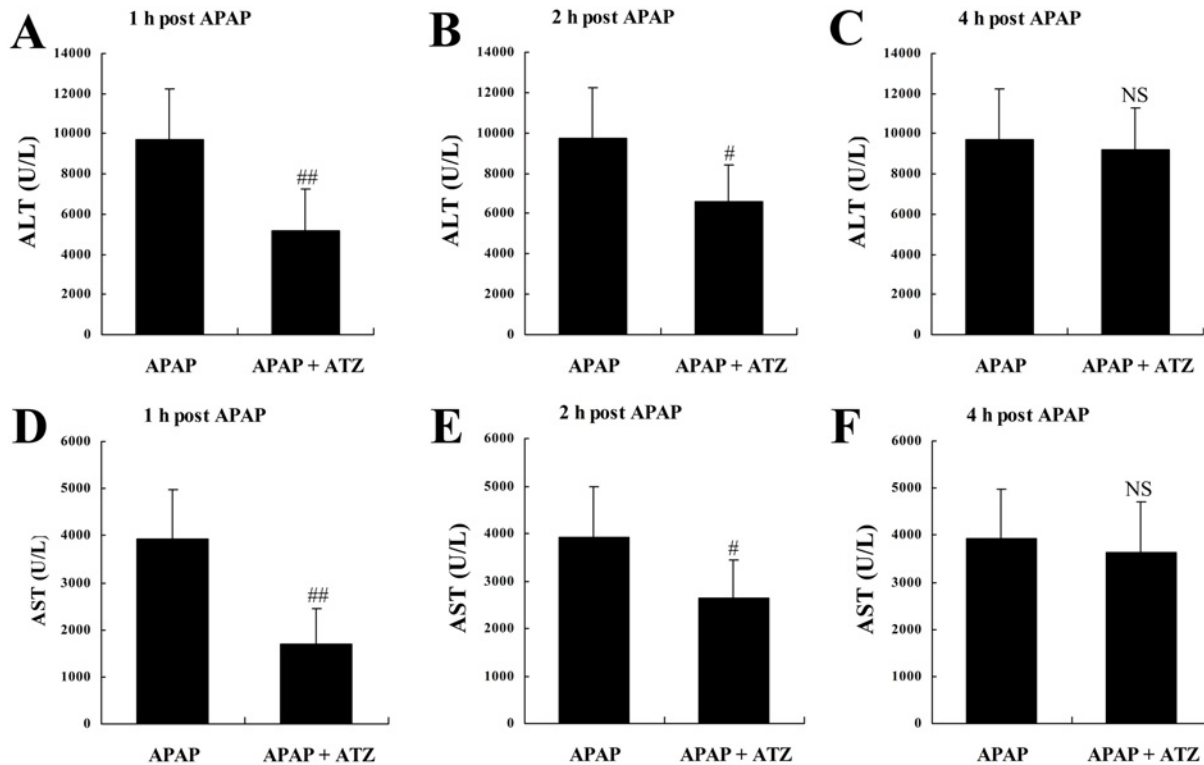 A
1 h post APAP
ALT (U/L)
14000
12000
10000
8000
6000
4000
2000
0
##
APAP
APAP + ATZ
B
2 h post APAP
ALT (U/L)
14000
12000
10000
8000
6000
4000
2000
0
#
APAP
APAP + ATZ
C
4 h post APAP
ALT (U/L)
14000
12000
10000
8000
6000
4000
2000
0
NS
APAP
APAP + ATZ
D
1 h post APAP
AST (U/L)
6000
5000
4000
3000
2000
1000
0
##
APAP
APAP + ATZ
E
2 h post APAP
AST (U/L)
6000
5000
4000
3000
2000
1000
0
#
APAP
APAP + ATZ
F
4 h post APAP
AST (U/L)
6000
5000
4000
3000
2000
1000
0
NS
APAP
APAP + ATZ